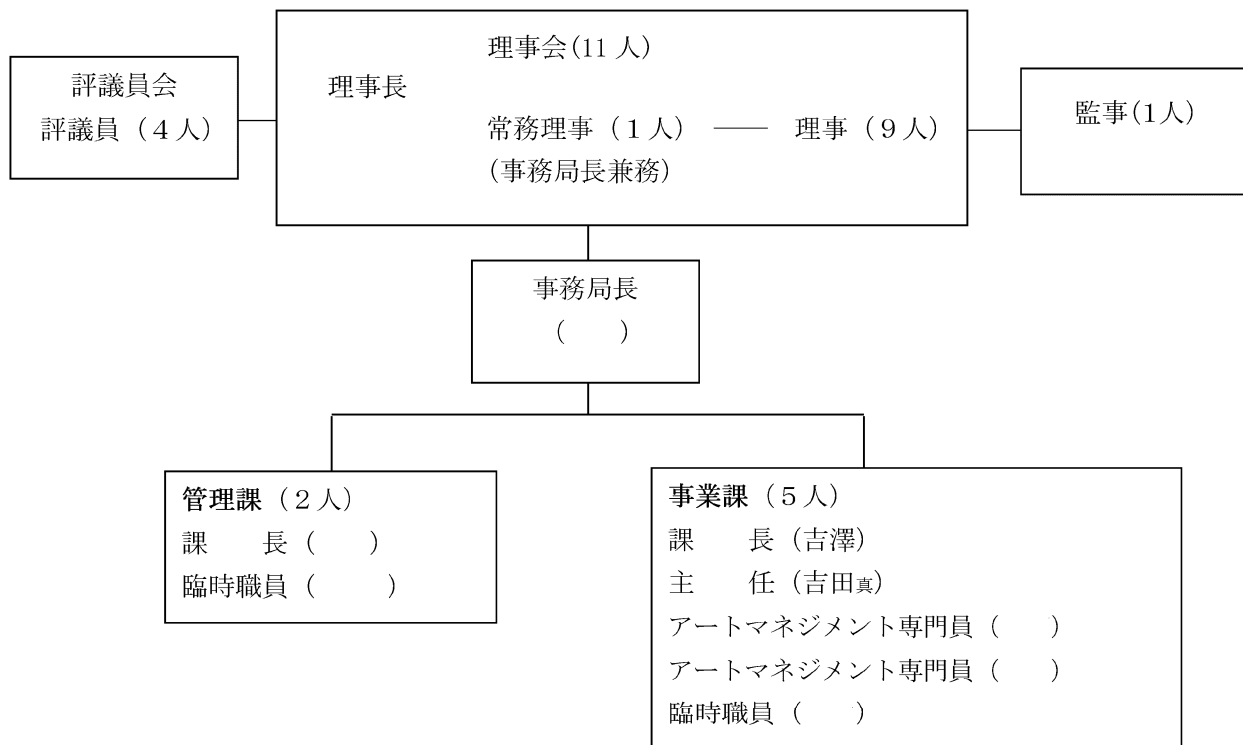 評議員会
評議員（４人）
理事会(11 人)
理事長
常務理事（１人） ―― 理事（９人）
(事務局長兼務)
監事(1人)
事務局長
(　　)
管理課（２人）
課　　長（　　）
臨時職員（　　　）
事業課（５人）
課　　長（吉澤）
主　　任（吉田真）
アートマネジメント専門員（　　）
アートマネジメント専門員（　　）
臨時職員（　　）